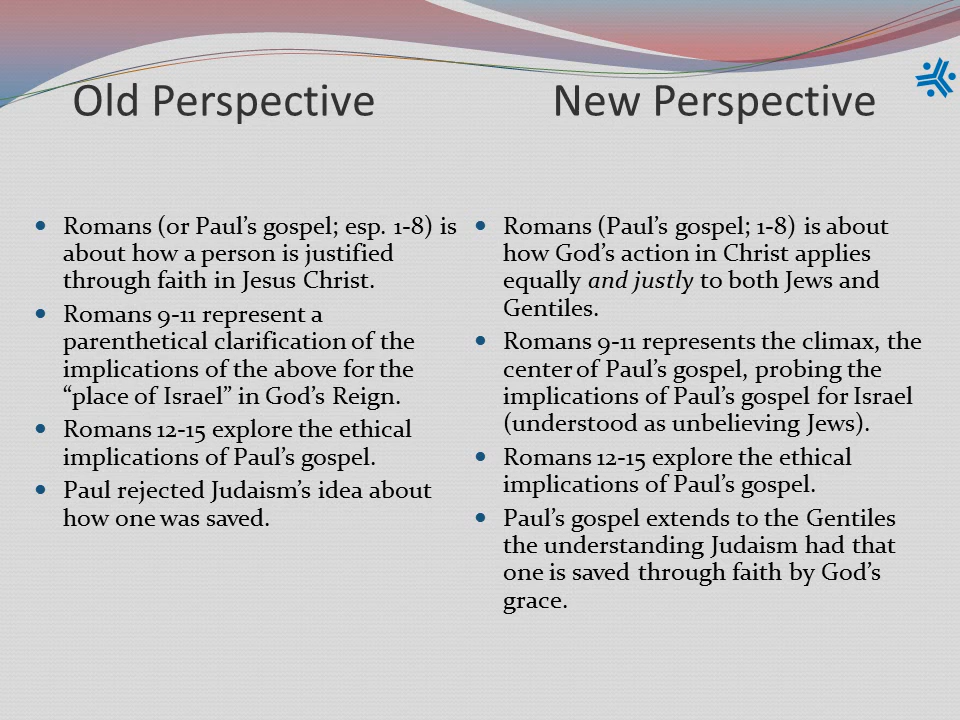 Old Perspective
Romans (or Paul’s gospel; esp. 1-8) is
about how a person is justified
through faith in Jesus Christ.
Romans 9-11 represent a
parenthetical clarification of the
implications of the above for the
“place of Israel” in God’s Reign.
Romans 12-15 explore the ethical
implications of Paul’s gospel.
Paul rejected Judaism’s idea about
how one was saved.
New Perspective
Romans (Paul’s gospel; 1-8) is about
how God’s action in Christ applies
equally and justly to both Jews and
Gentiles.
Romans 9-11 represents the climax, the
center of Paul’s gospel, probing the
implications of Paul’s gospel for Israel
(understood as unbelieving Jews).
Romans 12-15 explore the ethical
implications of Paul’s gospel.
Paul’s gospel extends to the Gentiles
the understanding Judaism had that
one is saved through faith by God’s
grace.